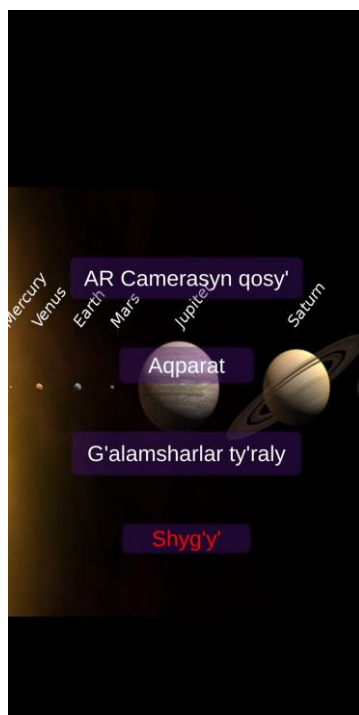 AR Camerasyn qosy'
Mercury
Venus
Earth
Mars
Jupiter
Saturn
Aqparat
G'alamsharlar ty'raly
Shyg'y'